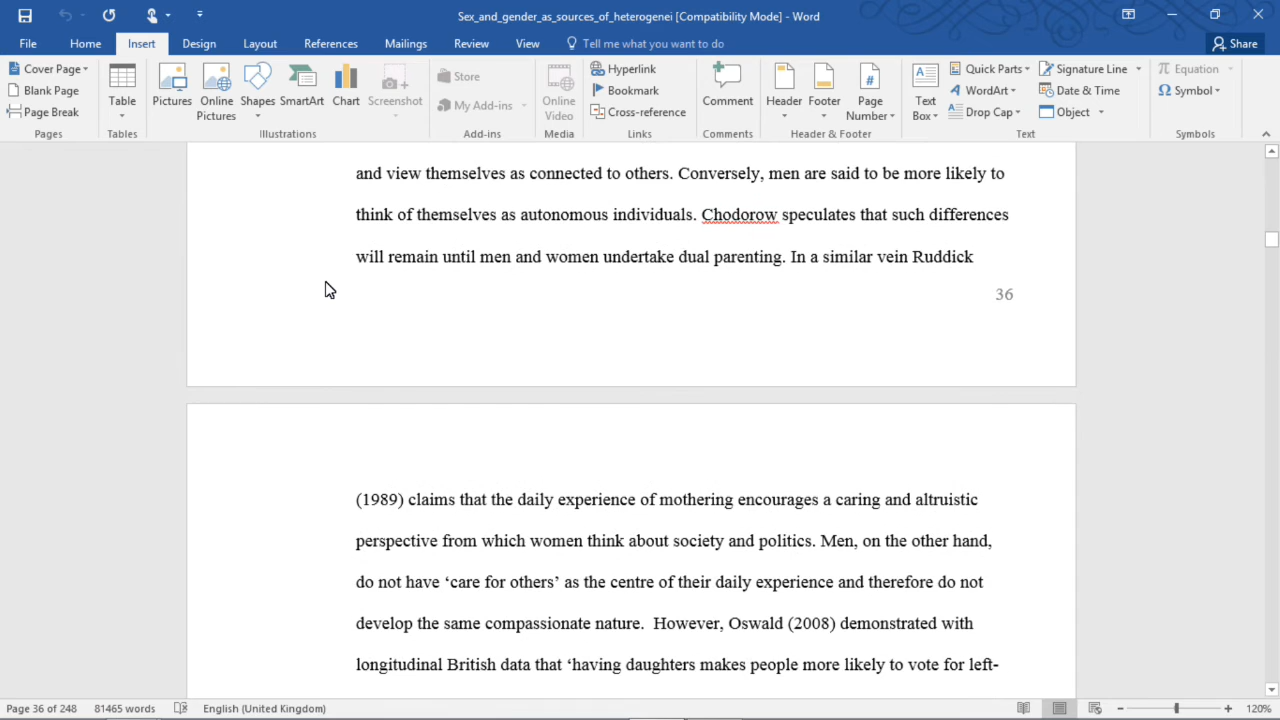 Sex_and_gender_as_sources_of_heterogenei [Compatibility Mode] - Word
File Home Insert Design Layout References Mailings Review View Tell me what you want to do Share
Cover Page
Blank Page
Page Break
Pages
Table
Tables
Pictures
Online Pictures
Shapes
SmartArt
Chart
Screenshot
Illustrations
Store
My Add-ins
Add-ins
Online Video
Media
Hyperlink
Bookmark
Cross-reference
Links
Comment
Comments
Header
Footer
Page Number
Header & Footer
Text Box
Quick Parts
WordArt
Drop Cap
Signature Line
Date & Time
Object
Text
Equation
Symbol
Symbols
and view themselves as connected to others. Conversely, men are said to be more likely to
think of themselves as autonomous individuals. Chodorow speculates that such differences
will remain until men and women undertake dual parenting. In a similar vein Ruddick
36
(1989) claims that the daily experience of mothering encourages a caring and altruistic
perspective from which women think about society and politics. Men, on the other hand,
do not have ‘care for others’ as the centre of their daily experience and therefore do not
develop the same compassionate nature.  However, Oswald (2008) demonstrated with
longitudinal British data that ‘having daughters makes people more likely to vote for left-
Page 36 of 248 81465 words English (United Kingdom) 120%